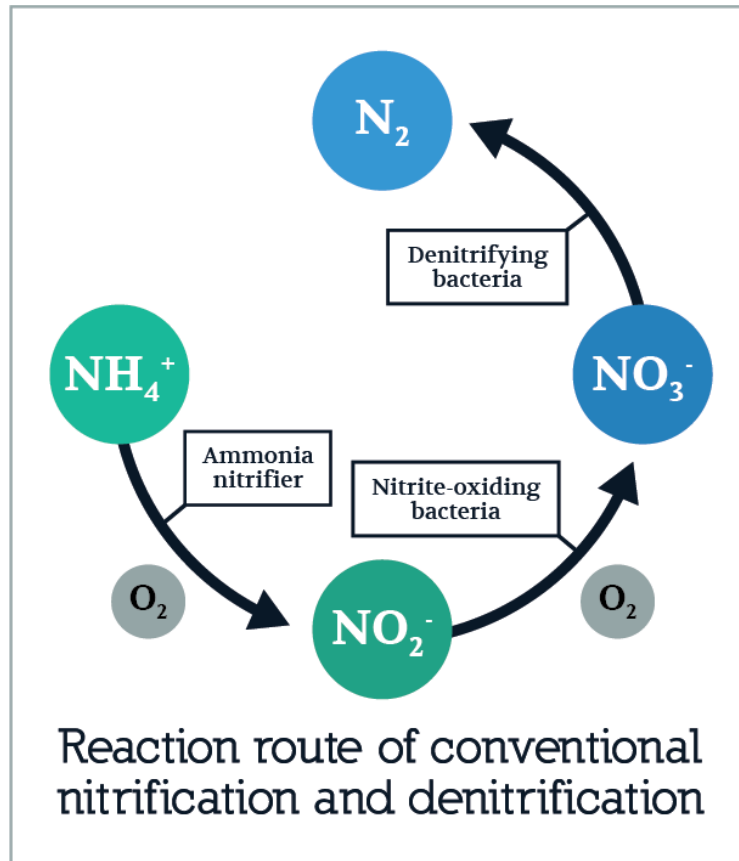 N₂
Denitrifying
bacteria
NH₄⁺
NO₃⁻
Ammonia
nitrifier
Nitrite-oxiding
bacteria
O₂
O₂
NO₂⁻
Reaction route of conventional
nitrification and denitrification